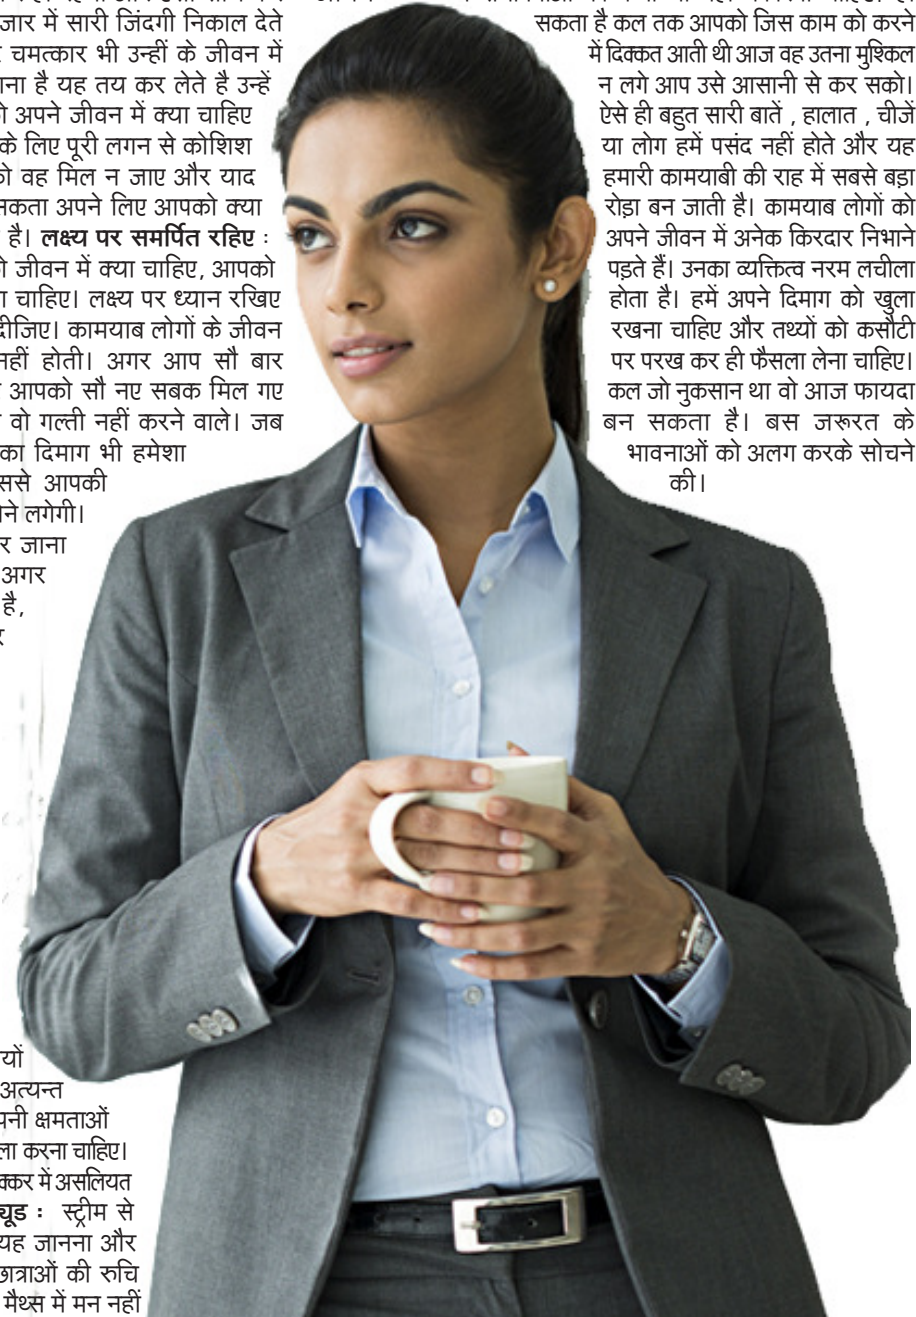 जार में सारी जिंदगी निकाल देते
चमत्कार भी उन्हीं के जीवन में
ना है यह तय कर लेते है उन्हें
अपने जीवन में क्या चाहिए
के लिए पूरी लगन से कोशिश
को वह मिल न जाए और याद
सकता अपने लिए आपको क्या
है। लक्ष्य पर समर्पित रहिए :
जीवन में क्या चाहिए, आपको
चाहिए। लक्ष्य पर ध्यान रखिए
दीजिए। कामयाब लोगों के जीवन
नहीं होती। अगर आप सौ बार
आपको सौ नए सबक मिल गए
वो गल्ती नहीं करने वाले। जब
का दिमाग भी हमेशा
ससे आपकी
ने लगेगी।
र जाना
अगर
है,
र
यों
अत्यन्त
पनी क्षमताओं
ला करना चाहिए।
क्कर में असलियत
यूड : स्ट्रीम से
यह जानना और
छात्राओं की रुचि
मैथ्स में मन नहीं
सकता है कल तक आपको जिस काम को करने
में दिक्कत आती थी आज वह उतना मुश्किल
न लगे आप उसे आसानी से कर सको।
ऐसे ही बहुत सारी बातें , हालात , चीजें
या लोग हमें पसंद नहीं होते और यह
हमारी कामयाबी की राह में सबसे बड़ा
रोड़ा बन जाती है। कामयाब लोगों को
अपने जीवन में अनेक किरदार निभाने
पड़ते हैं। उनका व्यक्तित्व नरम लचीला
होता है। हमें अपने दिमाग को खुला
रखना चाहिए और तथ्यों को कसौटी
पर परख कर ही फैसला लेना चाहिए।
कल जो नुकसान था वो आज फायदा
बन सकता है। बस जरूरत के
भावनाओं को अलग करके सोचने
की।